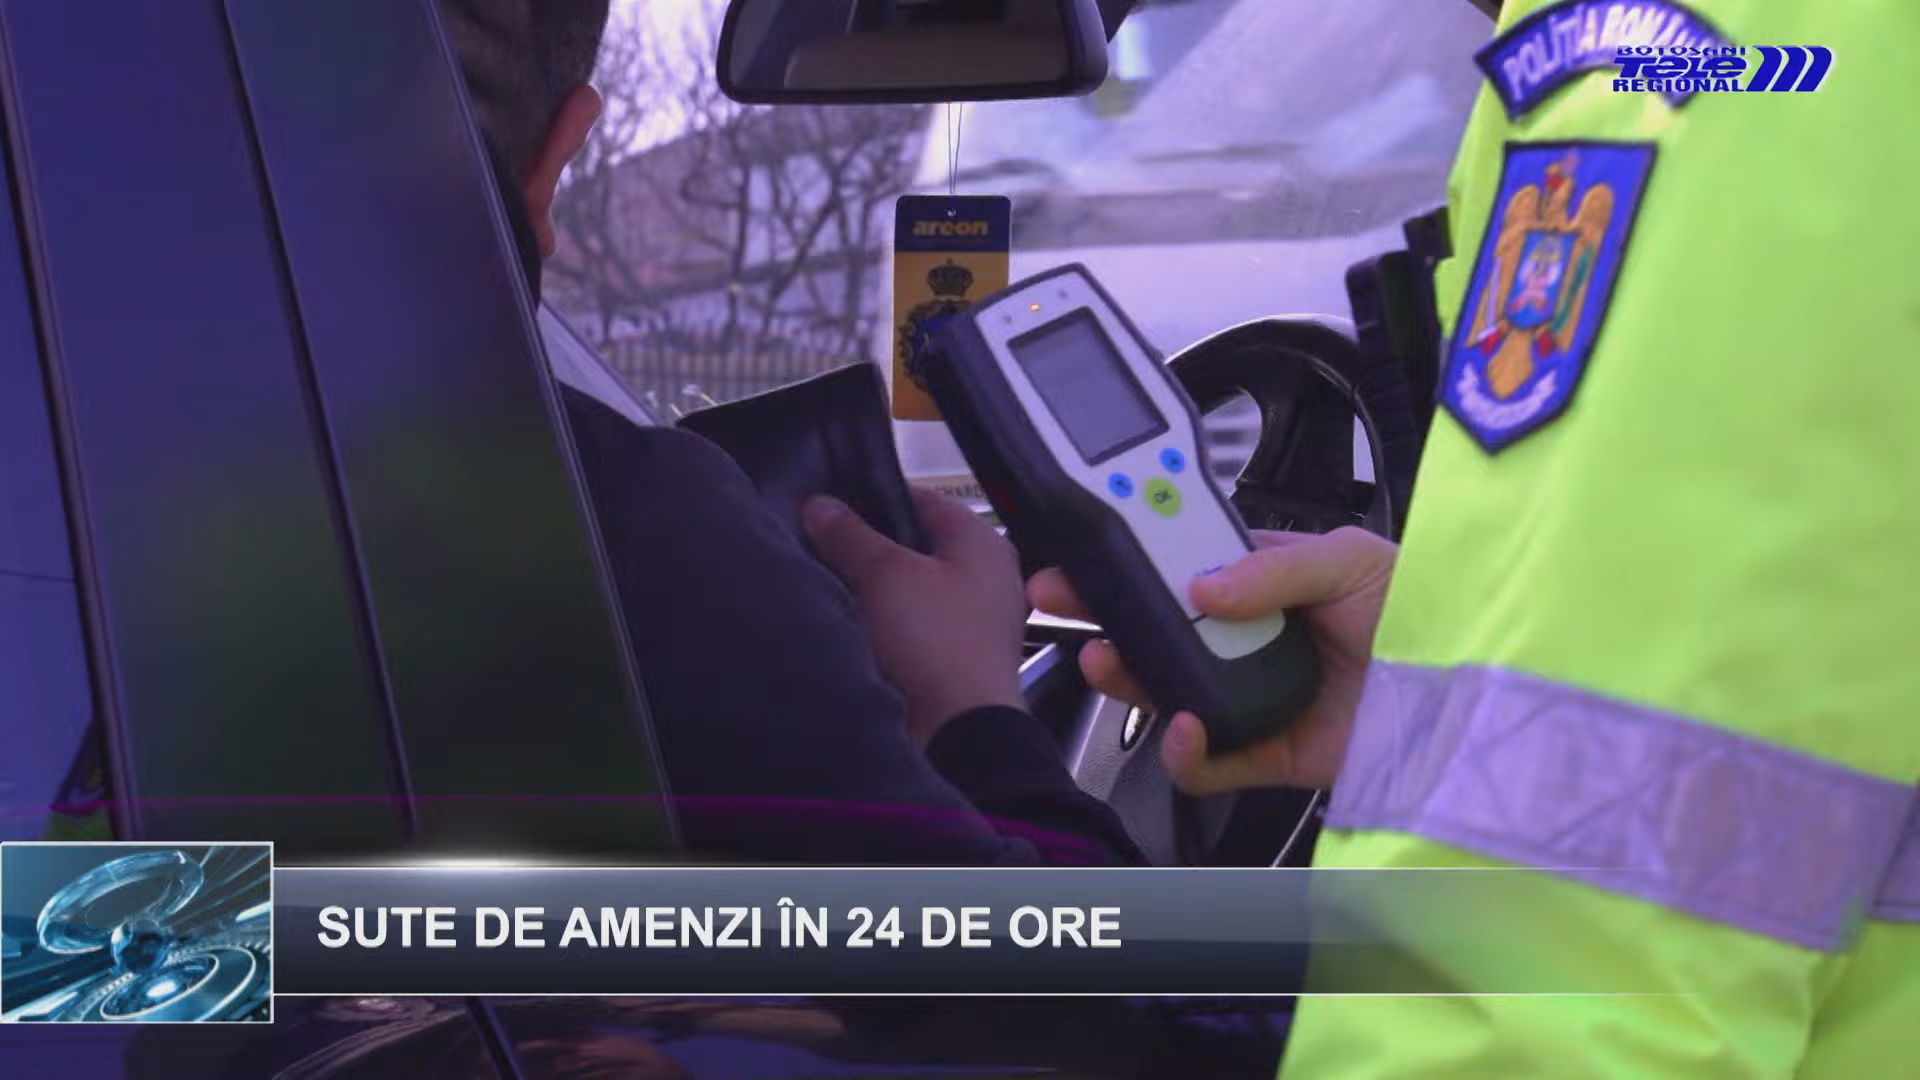 POLIȚIA ROMÂNĂ
BOTOSANI
TELE
REGIONAL
areon
OK
SUTE DE AMENZI ÎN 24 DE ORE